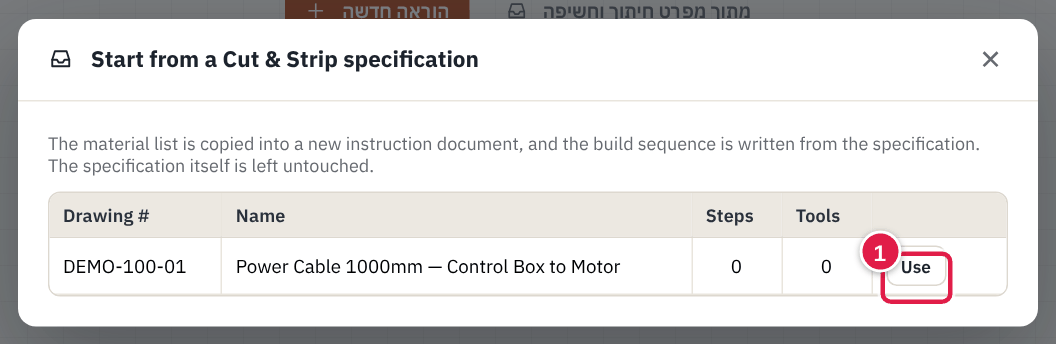 הוראה חדשה
מתוך מפרט חיתוך וחשיפה
Start from a Cut & Strip specification
The material list is copied into a new instruction document, and the build sequence is written from the specification.
The specification itself is left untouched.
Drawing # Name Steps Tools
DEMO-100-01 Power Cable 1000mm — Control Box to Motor 0 0 Use
1